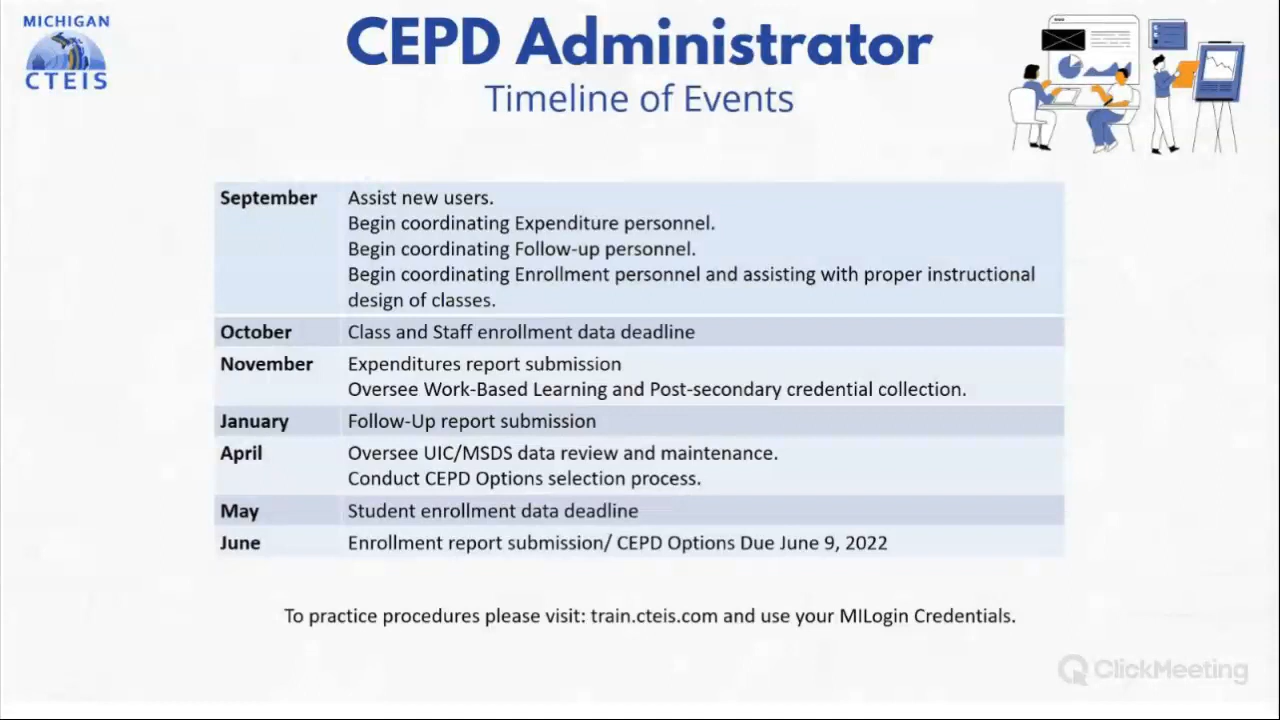 MICHIGAN
CTEIS
CEPD Administrator
Timeline of Events
September
Assist new users.
Begin coordinating Expenditure personnel.
Begin coordinating Follow-up personnel.
Begin coordinating Enrollment personnel and assisting with proper instructional
design of classes.
October
Class and Staff enrollment data deadline
November
Expenditures report submission
Oversee Work-Based Learning and Post-secondary credential collection.
January
Follow-Up report submission
April
Oversee UIC/MSDS data review and maintenance.
Conduct CEPD Options selection process.
May
Student enrollment data deadline
June
Enrollment report submission/ CEPD Options Due June 9, 2022
To practice procedures please visit: train.cteis.com and use your MILogin Credentials.
ClickMeeting